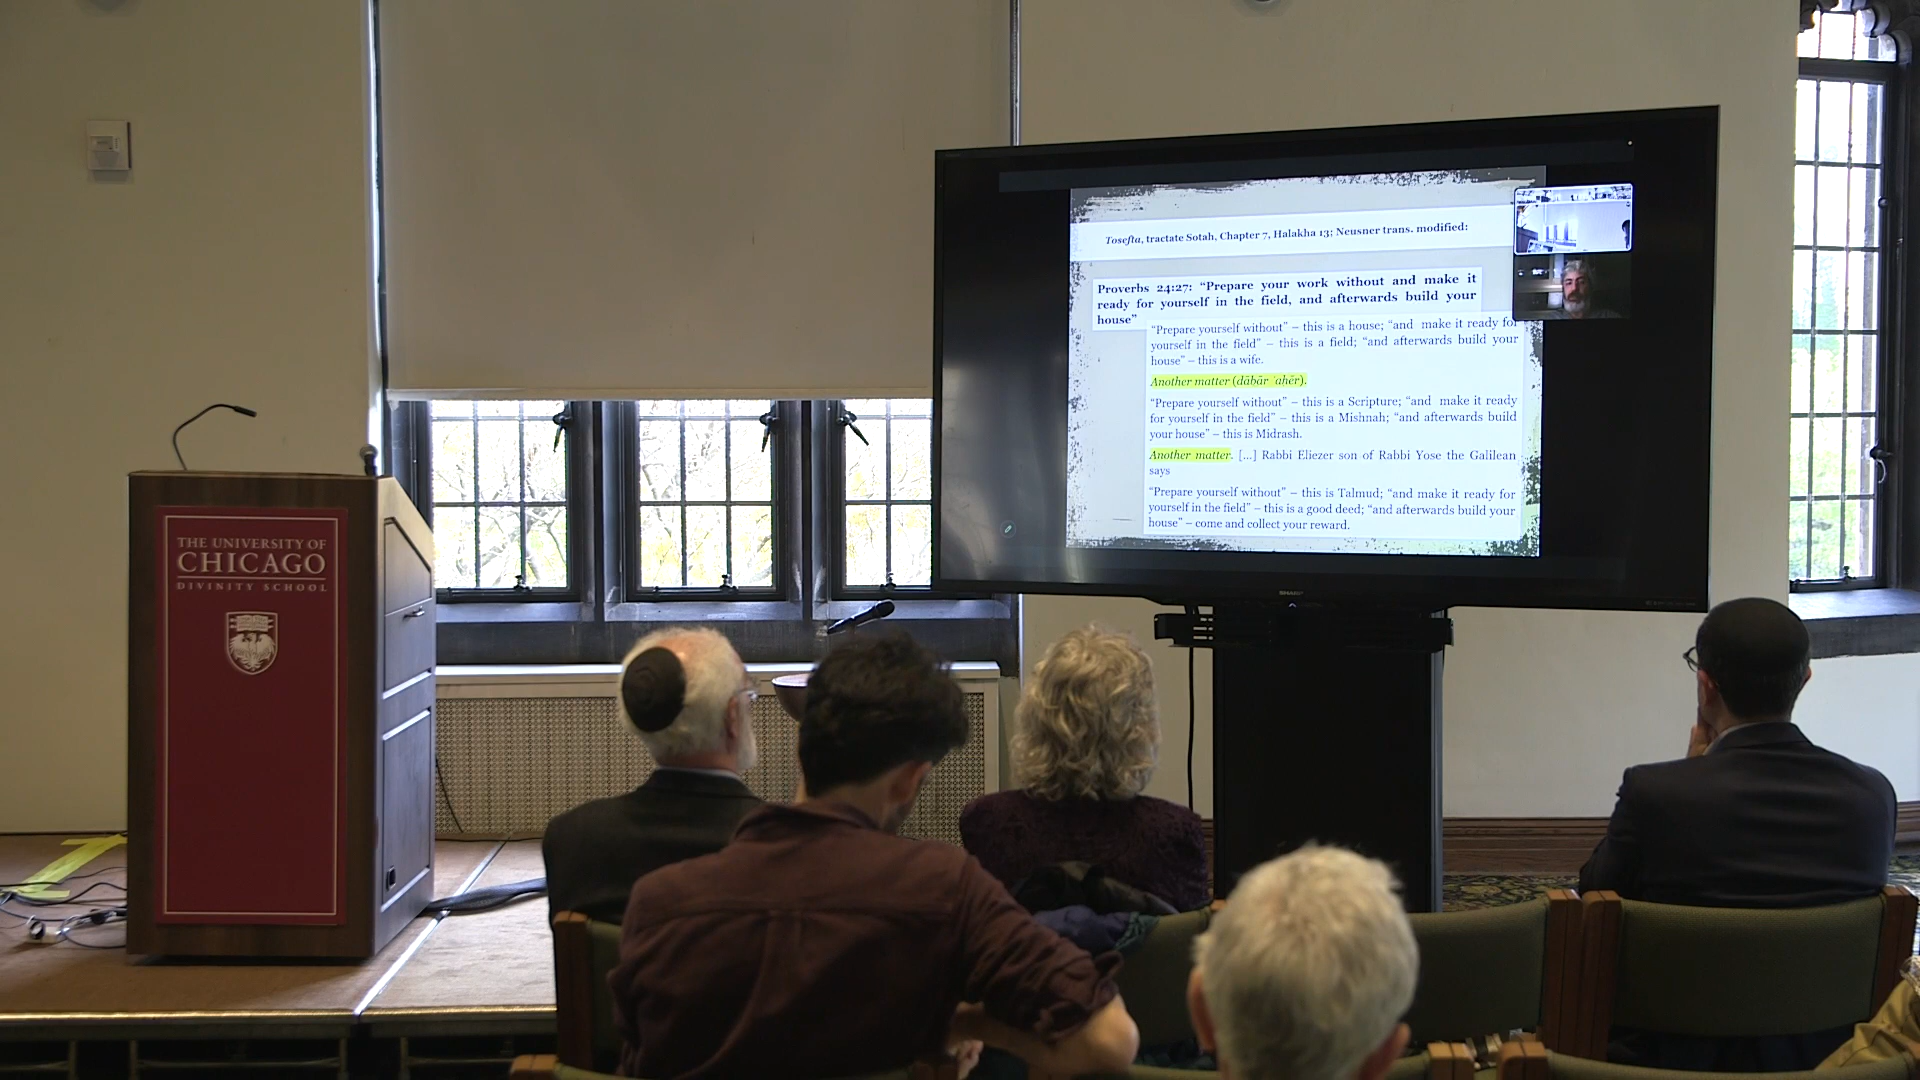 THE UNIVERSITY OF
CHICAGO
DIVINITY SCHOOL
Tosefta, tractate Sotah, Chapter 7, Halakha 13; Neusner trans. modified:
Proverbs 24:27: “Prepare your work without and make it
ready for yourself in the field, and afterwards build your
house”
“Prepare yourself without” – this is a house; “and make it ready for
yourself in the field” – this is a field; “and afterwards build your
house” – this is a wife.
Another matter (dābār ʾaḥēr).
“Prepare yourself without” – this is a Scripture; “and make it ready
for yourself in the field” – this is a Mishnah; “and afterwards build
your house” – this is Midrash.
Another matter. [...] Rabbi Eliezer son of Rabbi Yose the Galilean
says
“Prepare yourself without” – this is Talmud; “and make it ready for
yourself in the field” – this is a good deed; “and afterwards build your
house” – come and collect your reward.
SHARP